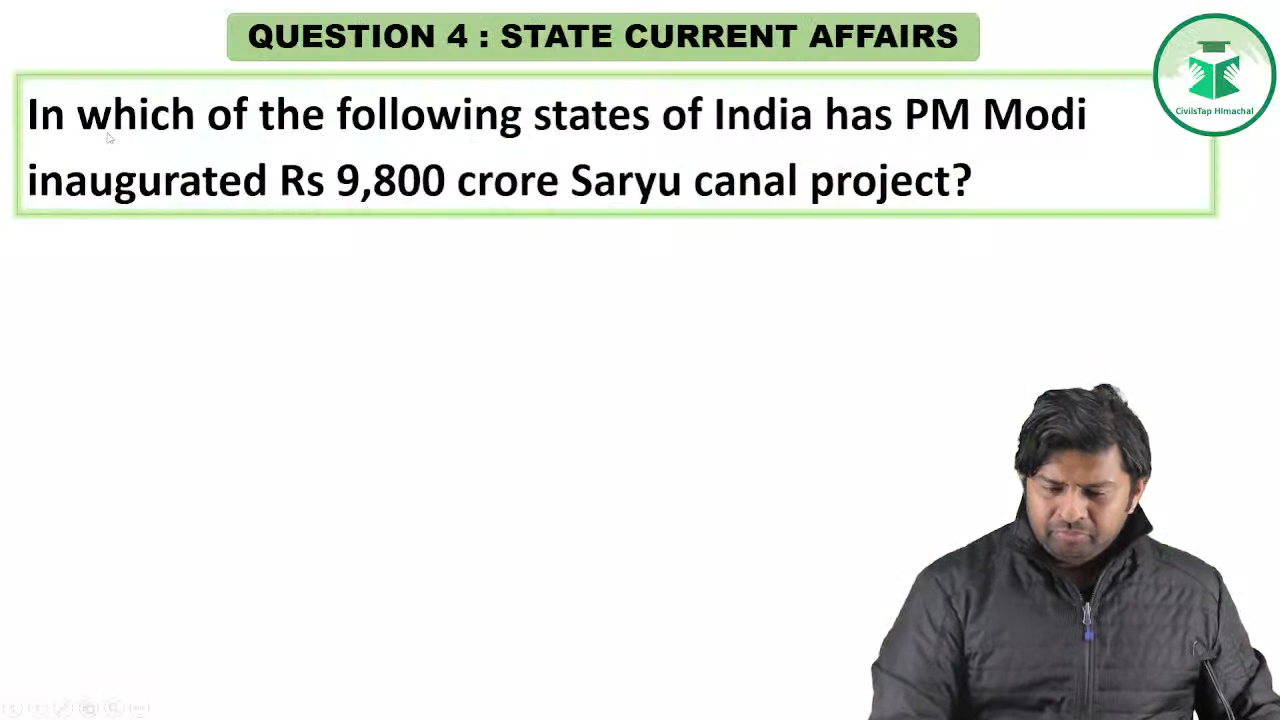 QUESTION 4 : STATE CURRENT AFFAIRS
In which of the following states of India has PM Modi
inaugurated Rs 9,800 crore Saryu canal project?
CivilsTap Himachal